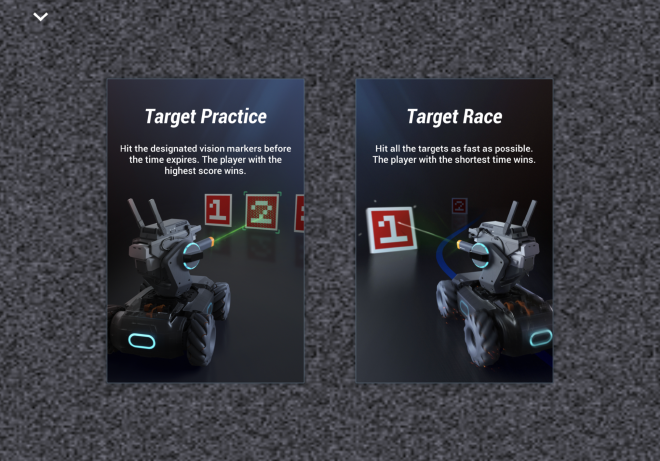 Target Practice
Hit the designated vision markers before
the time expires. The player with the
highest score wins.
1
2
Target Race
Hit all the targets as fast as possible.
The player with the shortest time wins.
1
2